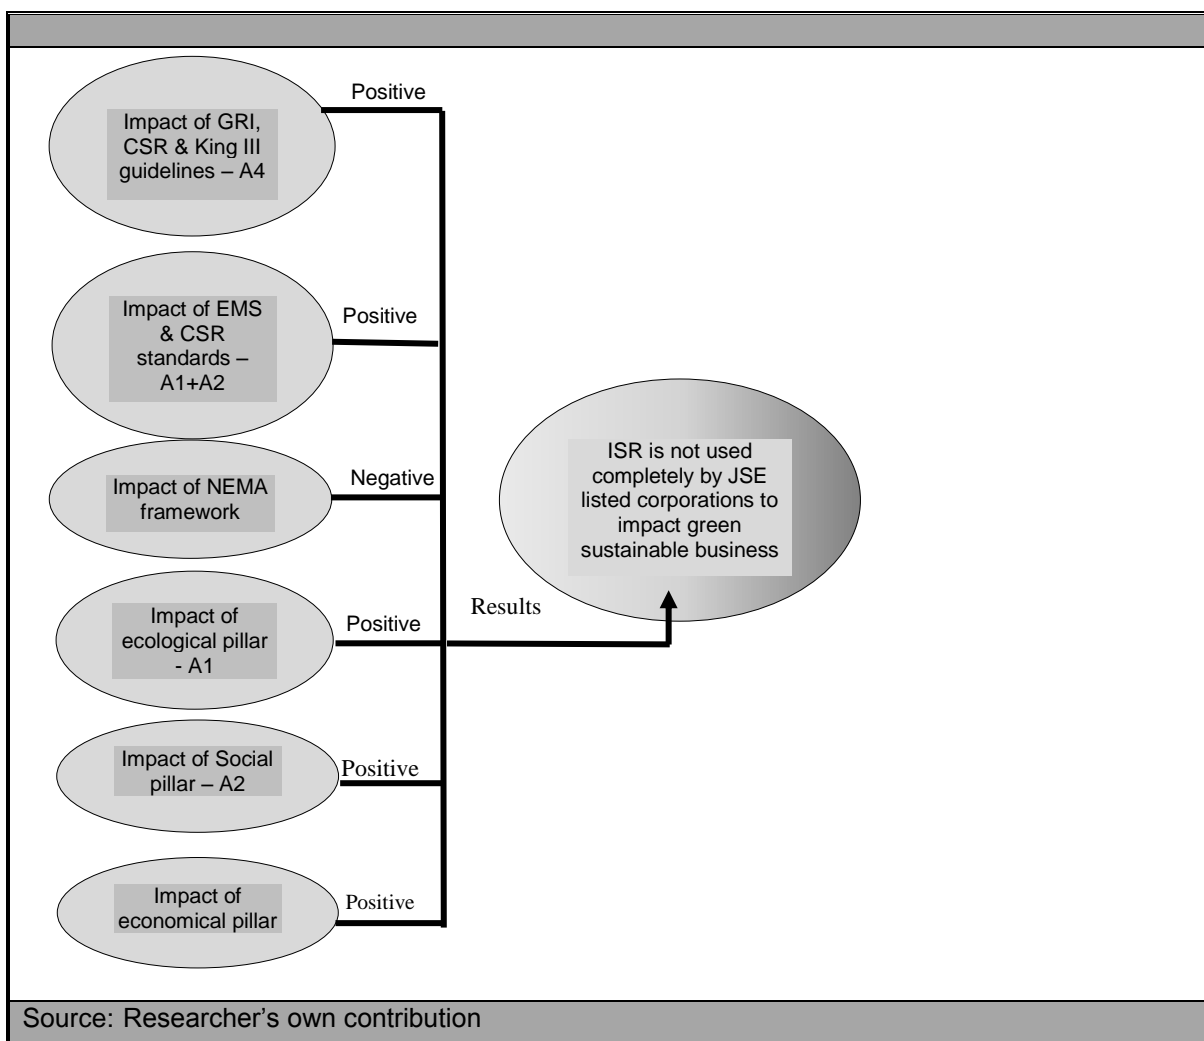 Positive
Impact of GRI,
CSR & King III
guidelines – A4
Impact of EMS
& CSR
standards –
A1+A2
Positive
ISR is not used
completely by JSE
listed corporations to
impact green
sustainable business
Impact of NEMA
framework
Negative
Impact of
ecological pillar
- A1
Positive
Results
Impact of Social
pillar – A2
Positive
Impact of
economical pillar
Positive
Source: Researcher's own contribution